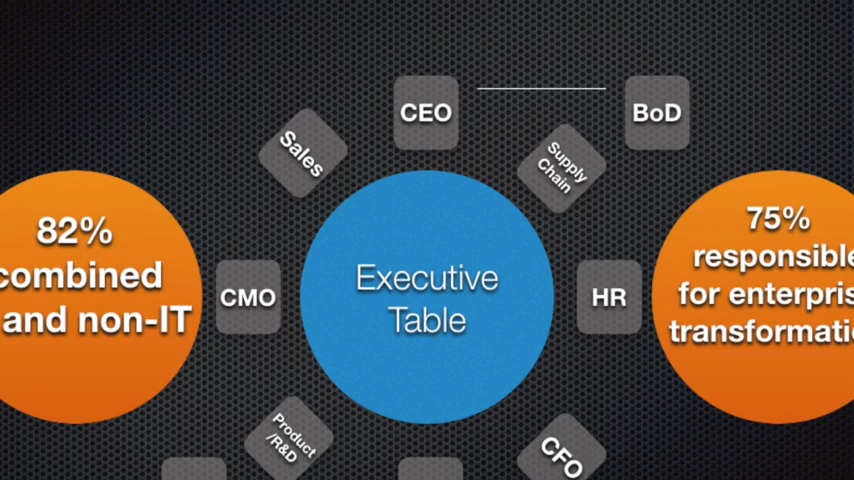 CEO
BoD
Sales
Supply
Chain
82%
combined
and non-IT
CMO
Executive
Table
HR
75%
responsible
for enterpris
transformati
Product
/R&D
CFO